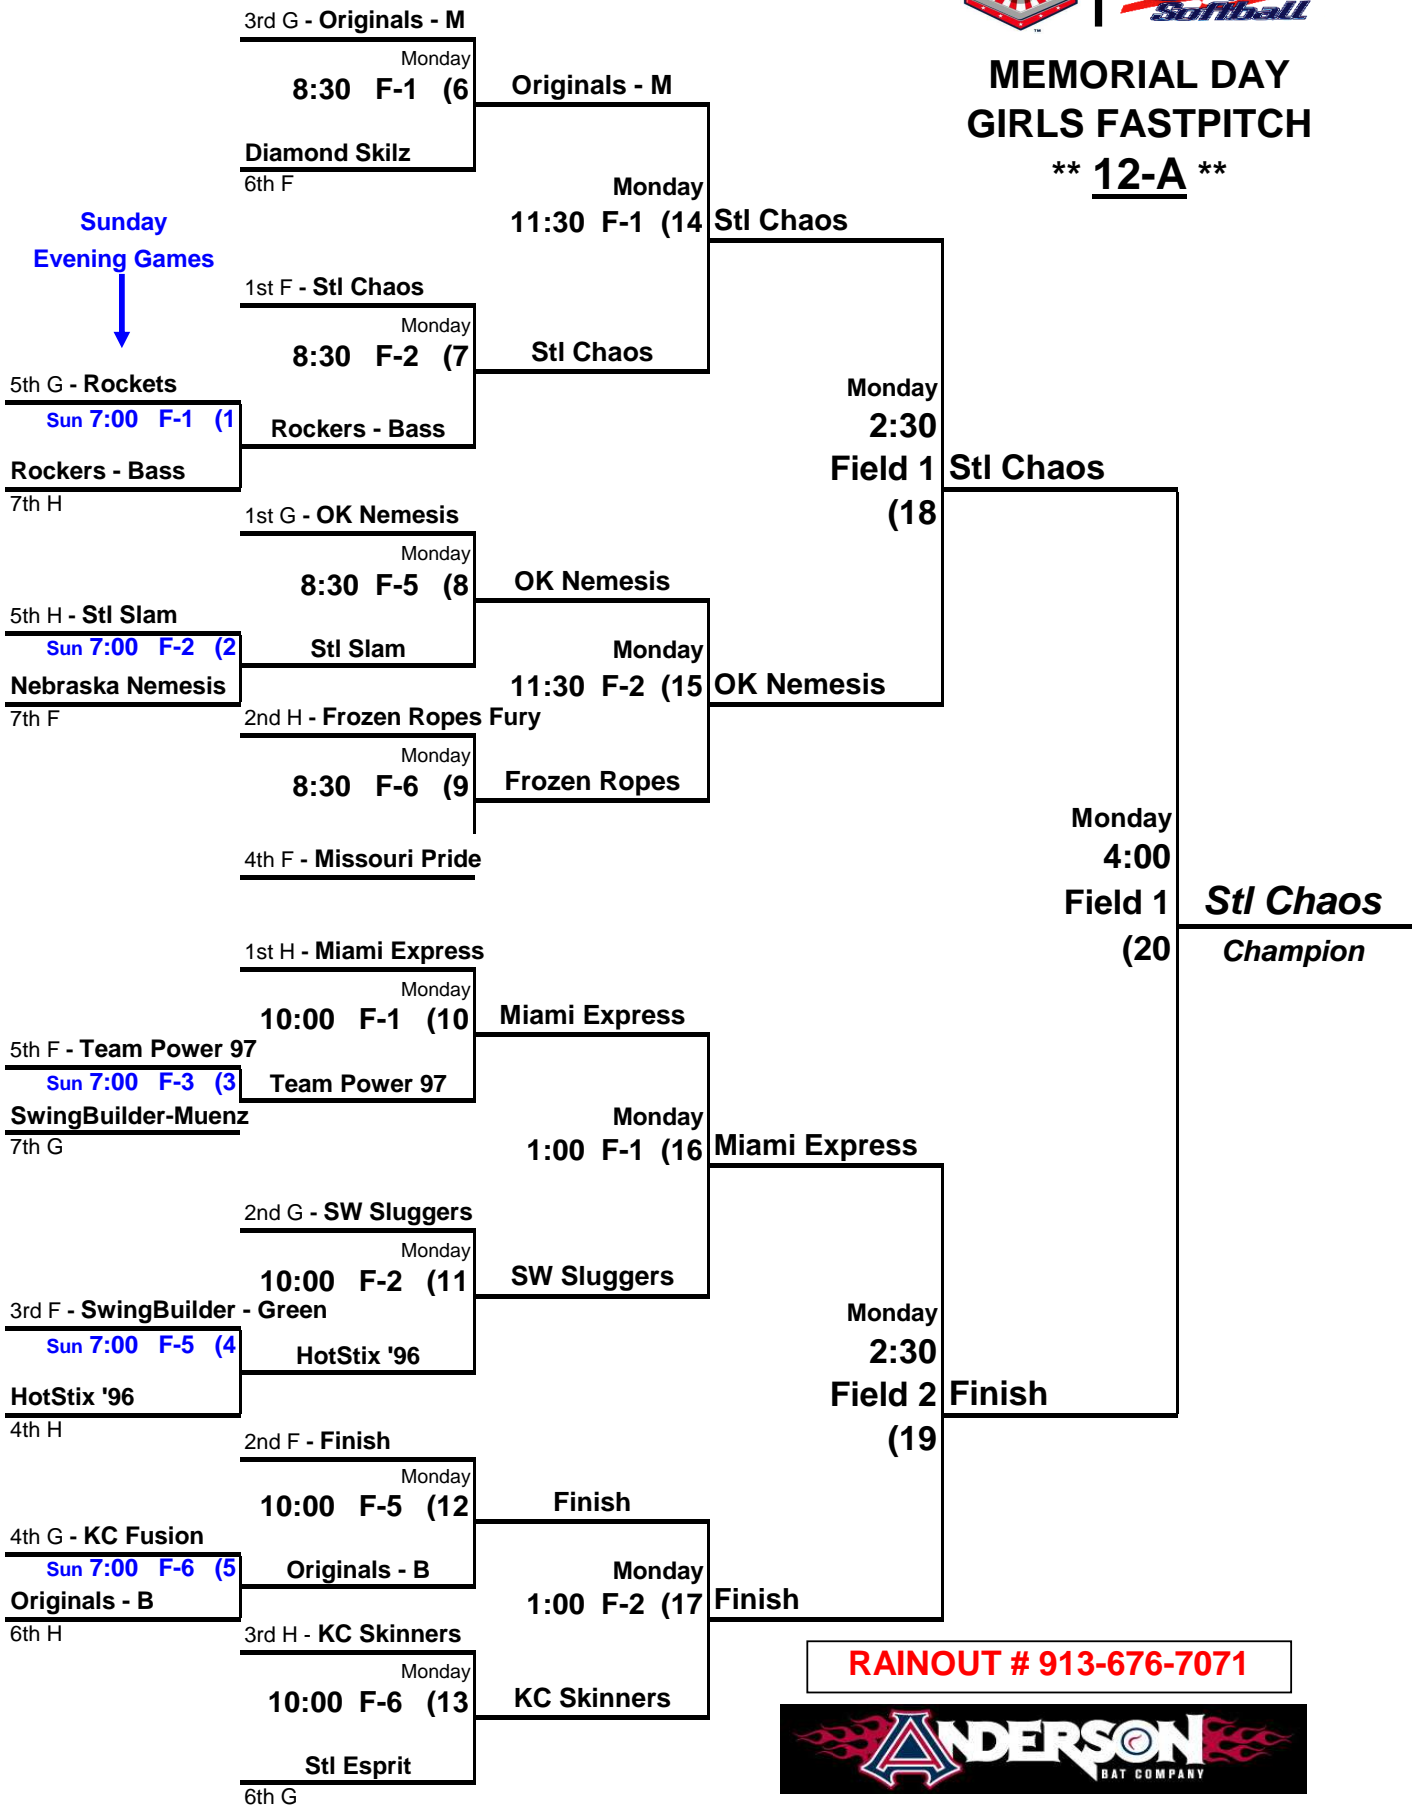 3rd G - Originals - M
Softball
TM
Monday
8:30 F-1 (6
Originals - M
MEMORIAL DAY
GIRLS FASTPITCH
** 12-A **
Diamond Skilz
6th F
Monday
11:30 F-1 (14
Stl Chaos
Sunday
Evening Games
1st F - Stl Chaos
Monday
8:30 F-2 (7
Stl Chaos
5th G - Rockets
Sun 7:00 F-1 (1
Rockers - Bass
Rockers - Bass
7th H
Monday
2:30
Field 1
(18
Stl Chaos
1st G - OK Nemesis
Monday
8:30 F-5 (8
OK Nemesis
5th H - Stl Slam
Sun 7:00 F-2 (2
Stl Slam
Nebraska Nemesis
7th F
Monday
11:30 F-2 (15
OK Nemesis
2nd H - Frozen Ropes Fury
Monday
8:30 F-6 (9
Frozen Ropes
4th F - Missouri Pride
Monday
4:00
Field 1
(20
Stl Chaos
Champion
1st H - Miami Express
Monday
10:00 F-1 (10
Miami Express
5th F - Team Power 97
Sun 7:00 F-3 (3
Team Power 97
SwingBuilder-Muenz
7th G
Monday
1:00 F-1 (16
Miami Express
2nd G - SW Sluggers
Monday
10:00 F-2 (11
SW Sluggers
3rd F - SwingBuilder - Green
Sun 7:00 F-5 (4
HotStix '96
HotStix '96
4th H
Monday
2:30
Field 2
(19
Finish
2nd F - Finish
Monday
10:00 F-5 (12
Finish
4th G - KC Fusion
Sun 7:00 F-6 (5
Originals - B
Originals - B
6th H
Monday
1:00 F-2 (17
Finish
3rd H - KC Skinners
Monday
10:00 F-6 (13
KC Skinners
Stl Esprit
6th G
RAINOUT # 913-676-7071
ANDERSON
BAT COMPANY